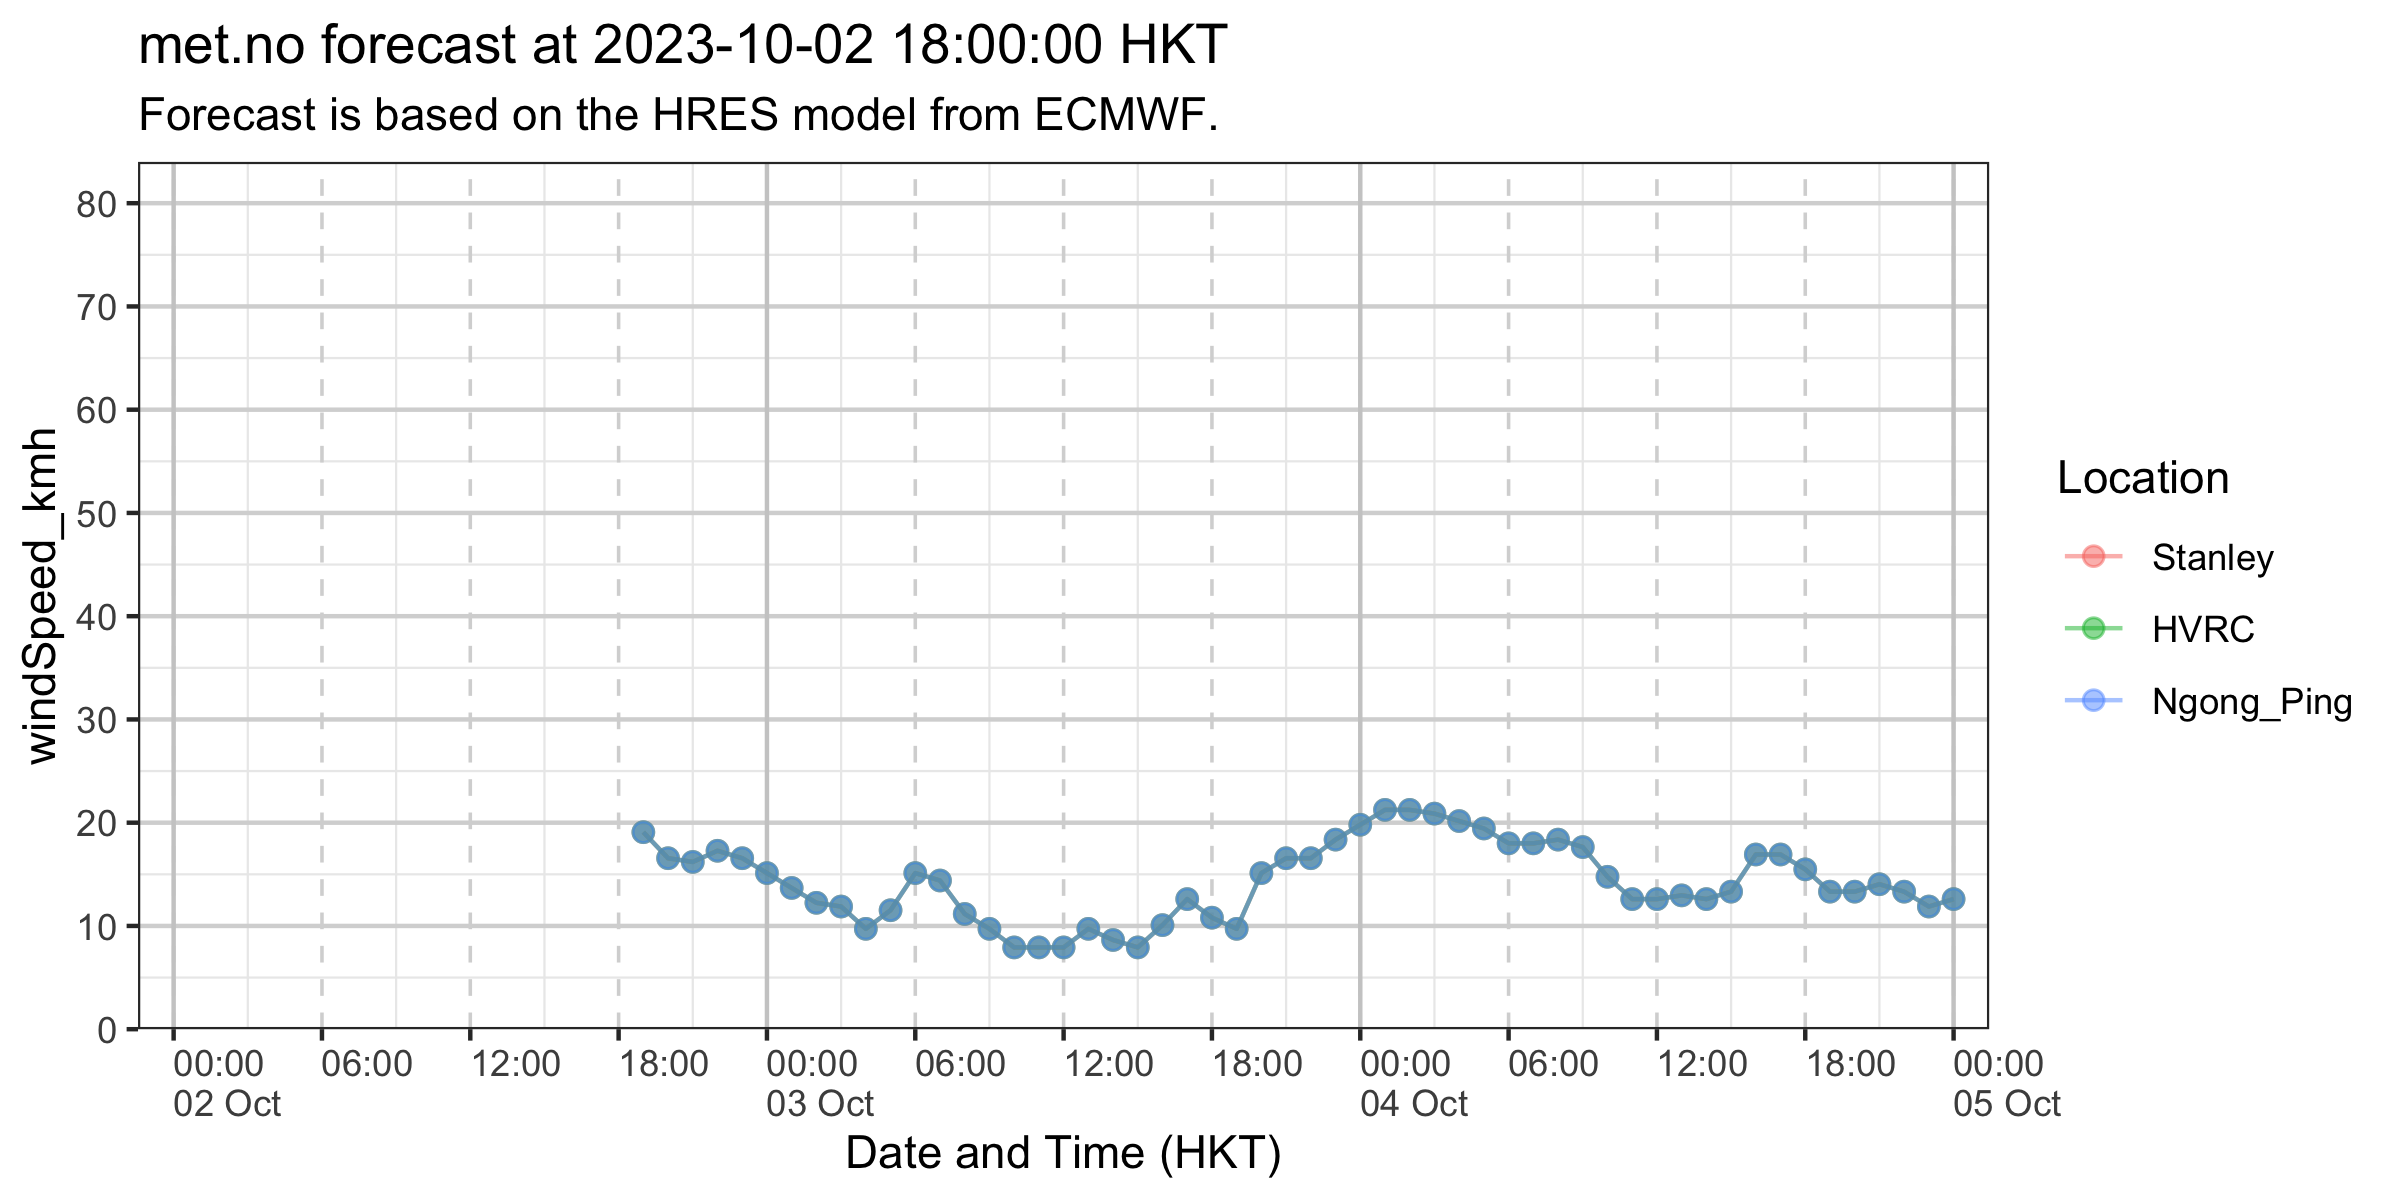 met.no forecast at 2023-10-02 18:00:00 HKT
Forecast is based on the HRES model from ECMWF.
windSpeed_kmh
80
70
60
50
40
30
20
10
0
00:00 06:00 12:00 18:00 00:00 06:00 12:00 18:00 00:00 06:00 12:00 18:00 00:00
02 Oct 03 Oct 04 Oct 05 Oct
Date and Time (HKT)
Location
Stanley
HVRC
Ngong_Ping